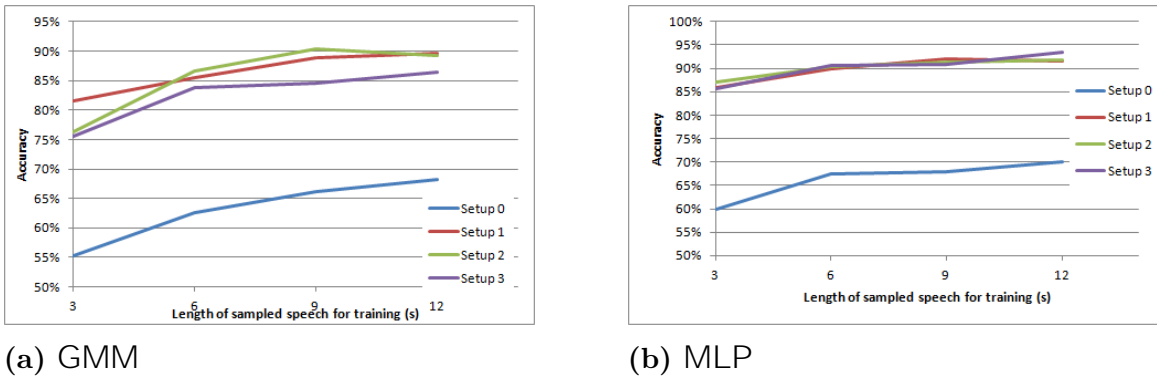 95%
90%
85%
80%
75%
70%
65%
60%
55%
50%
Accuracy
3
6
9
12
Length of sampled speech for training (s)
Setup 0
Setup 1
Setup 2
Setup 3
(a) GMM
100%
95%
90%
85%
80%
75%
70%
65%
60%
55%
50%
Accuracy
3
6
9
12
Length of sampled speech for training (s)
Setup 0
Setup 1
Setup 2
Setup 3
(b) MLP